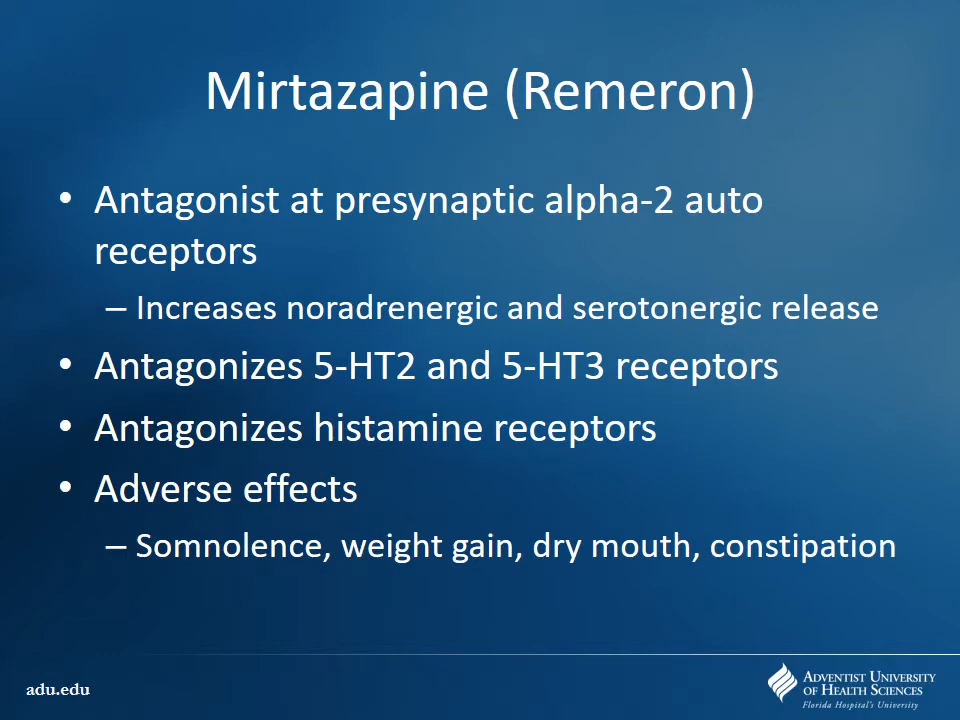 Mirtazapine (Remeron)
• Antagonist at presynaptic alpha-2 auto
receptors
– Increases noradrenergic and serotonergic release
• Antagonizes 5-HT2 and 5-HT3 receptors
• Antagonizes histamine receptors
• Adverse effects
– Somnolence, weight gain, dry mouth, constipation
adu.edu
ADVENTIST UNIVERSITY
OF HEALTH SCIENCES
Florida Hospital's University